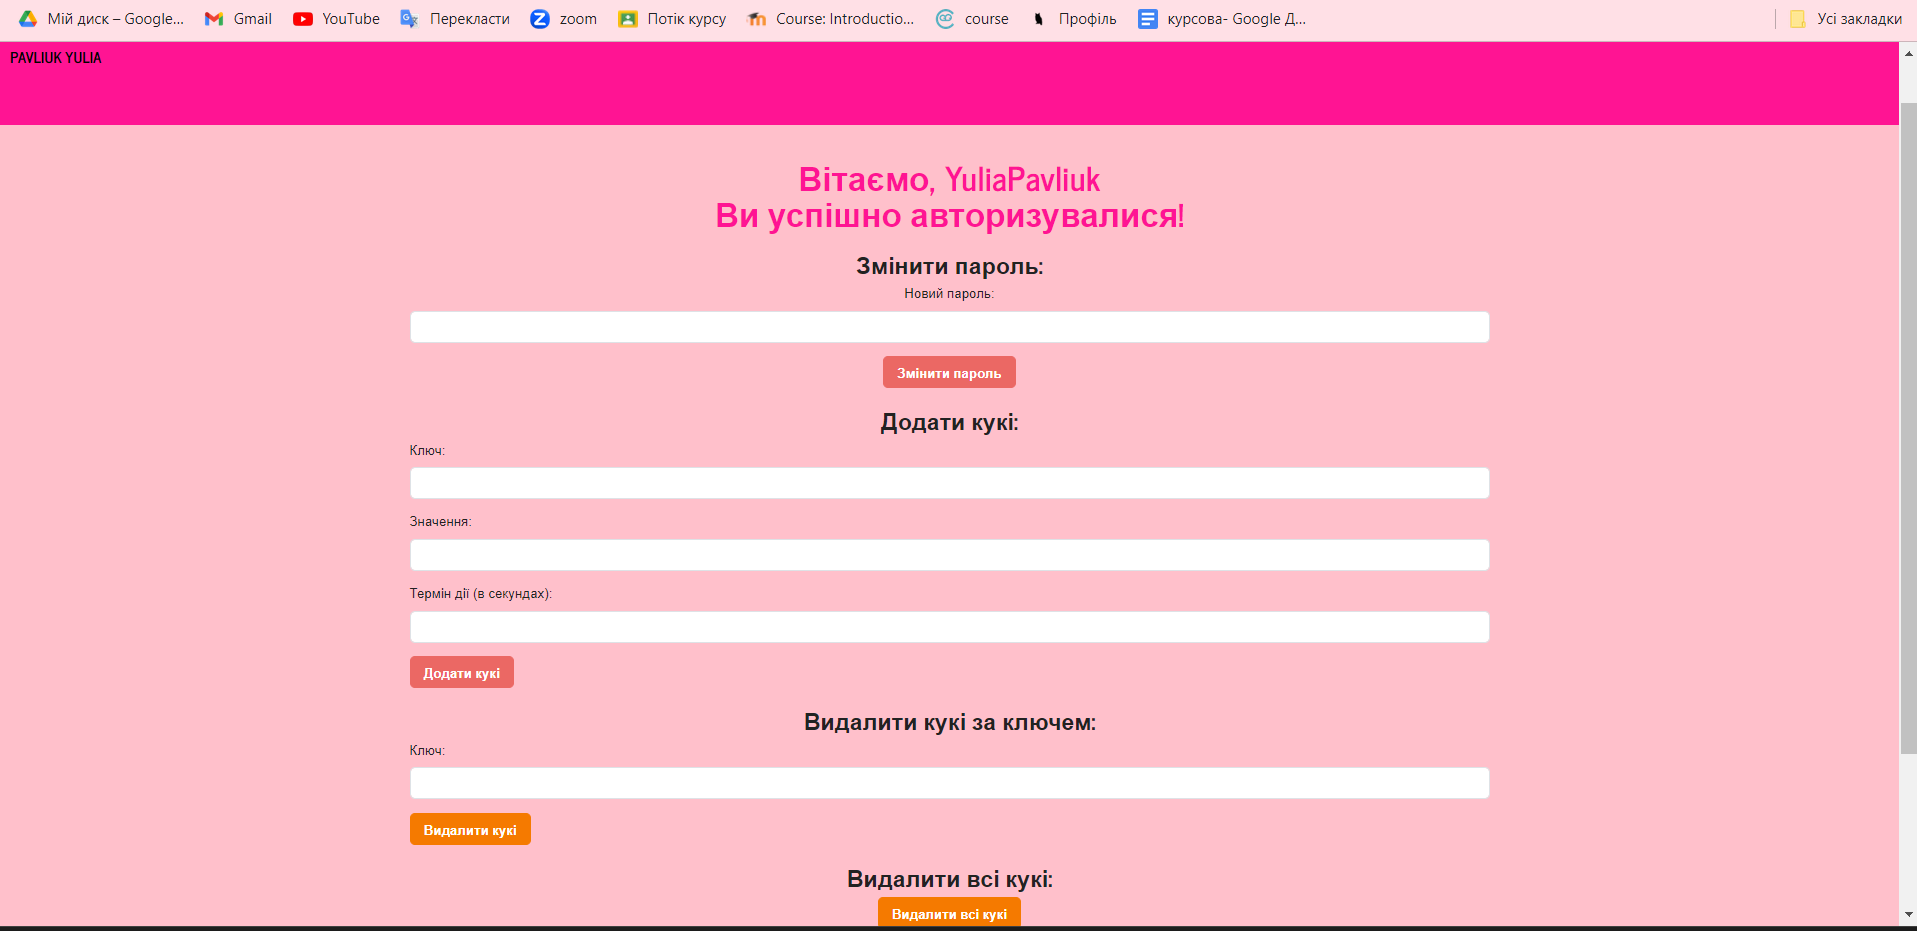 Мій диск – Google... Gmail YouTube Перекласти zoom Потік курсу Course: Introductio... course Профіль курсова- Google Д... Усі закладки
PAVLIUK YULIA
Вітаємо, YuliaPavliuk
Ви успішно авторизувалися!
Змінити пароль:
Новий пароль:
Змінити пароль
Додати кукі:
Ключ:
Значення:
Термін дії (в секундах):
Додати кукі
Видалити кукі за ключем:
Ключ:
Видалити кукі
Видалити всі кукі:
Видалити всі кукі